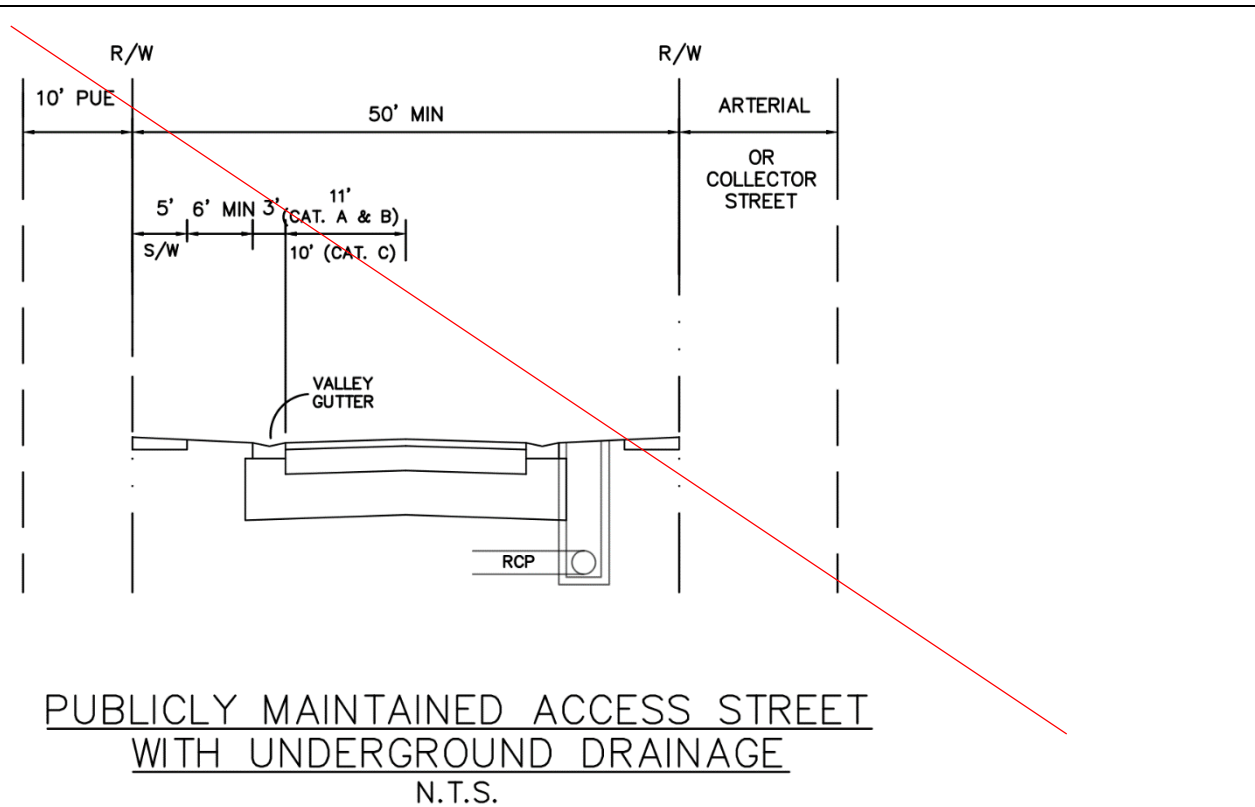 R/W
R/W
10' PUE
50' MIN
ARTERIAL
OR
COLLECTOR
STREET
5'
6' MIN
3'
11'
(CAT. A & B)
S/W
10' (CAT. C)
VALLEY
GUTTER
RCP
PUBLICLY MAINTAINED ACCESS STREET
WITH UNDERGROUND DRAINAGE
N.T.S.